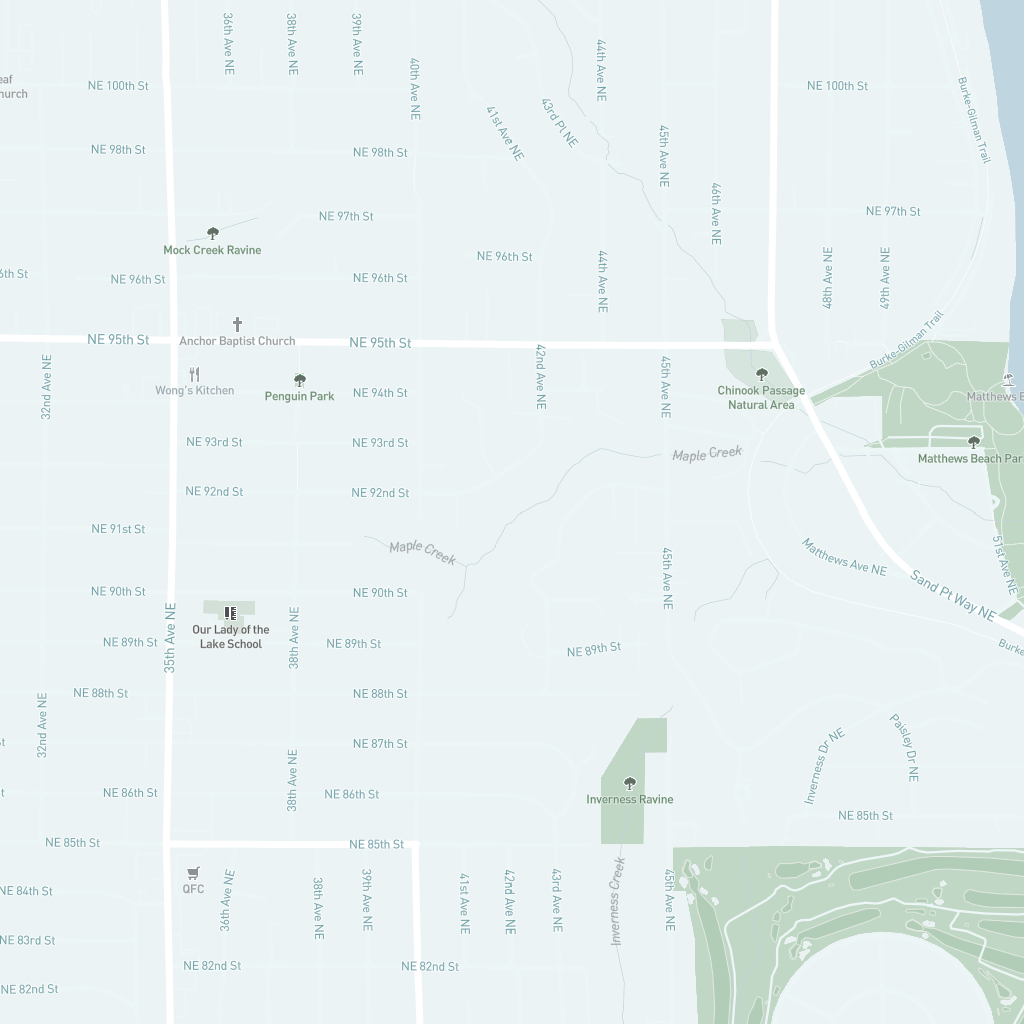 36th Ave NE
38th Ave NE
39th Ave NE
40th Ave NE
44th Ave NE
eaf
hurch
NE 100th St
NE 100th St
41st Ave NE
43rd Pl NE
Burke-Gilman Trail
NE 98th St
NE 98th St
45th Ave NE
46th Ave NE
NE 97th St
NE 97th St
Mock Creek Ravine
NE 96th St
6th St
NE 96th St
NE 96th St
44th Ave NE
48th Ave NE
49th Ave NE
Anchor Baptist Church
NE 95th St
NE 95th St
Burke-Gilman Trail
32nd Ave NE
42nd Ave NE
45th Ave NE
Wong's Kitchen
Penguin Park
NE 94th St
Chinook Passage
Natural Area
Matthews B
NE 93rd St
NE 93rd St
Maple Creek
Matthews Beach Par
NE 92nd St
NE 92nd St
NE 91st St
Maple Creek
Matthews Ave NE
51st Ave NE
45th Ave NE
NE 90th St
NE 90th St
Sand Pt Way NE
35th Ave NE
Our Lady of the
Lake School
38th Ave NE
NE 89th St
NE 89th St
NE 89th St
Burke-
NE 88th St
NE 88th St
32nd Ave NE
St
NE 87th St
38th Ave NE
Inverness Dr NE
Paisley Dr NE
t
NE 86th St
NE 86th St
Inverness Ravine
NE 85th St
NE 85th St
NE 85th St
QFC
36th Ave NE
38th Ave NE
39th Ave NE
41st Ave NE
42nd Ave NE
43rd Ave NE
Inverness Creek
45th Ave NE
NE 84th St
NE 83rd St
NE 82nd St
NE 82nd St
NE 82nd St